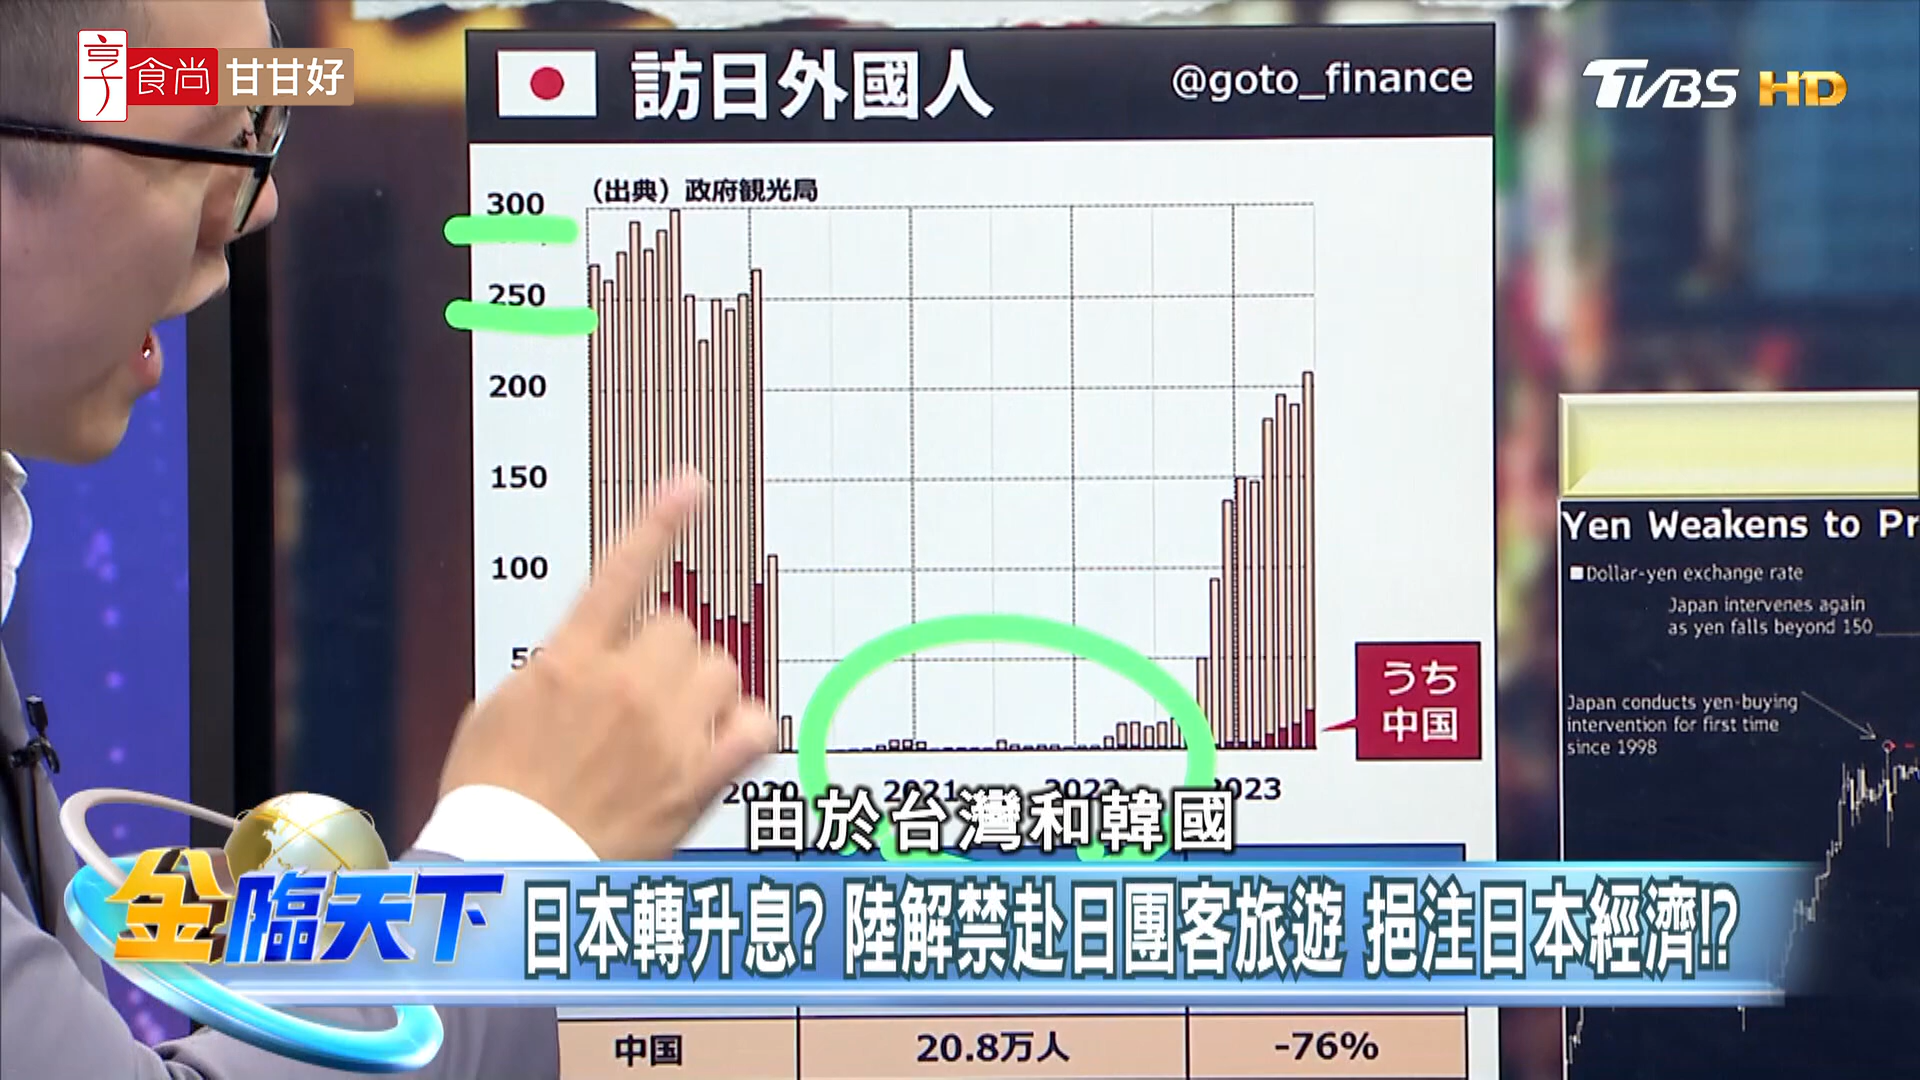 享食尚
甘甘好
訪日外國人
@goto_finance
TVBS HD
(出典) 政府観光局
300
250
200
150
100
2021
2022
2023
うち
中国
Yen Weakens to Pr
Dollar-yen exchange rate
Japan intervenes again
as yen falls beyond 150
Japan conducts yen-buying
intervention for first time
since 1998
由於台灣和韓國
金臨天下
日本轉升息? 陸解禁赴日團客旅遊 挹注日本經濟!?
中国 20.8万人 -76%